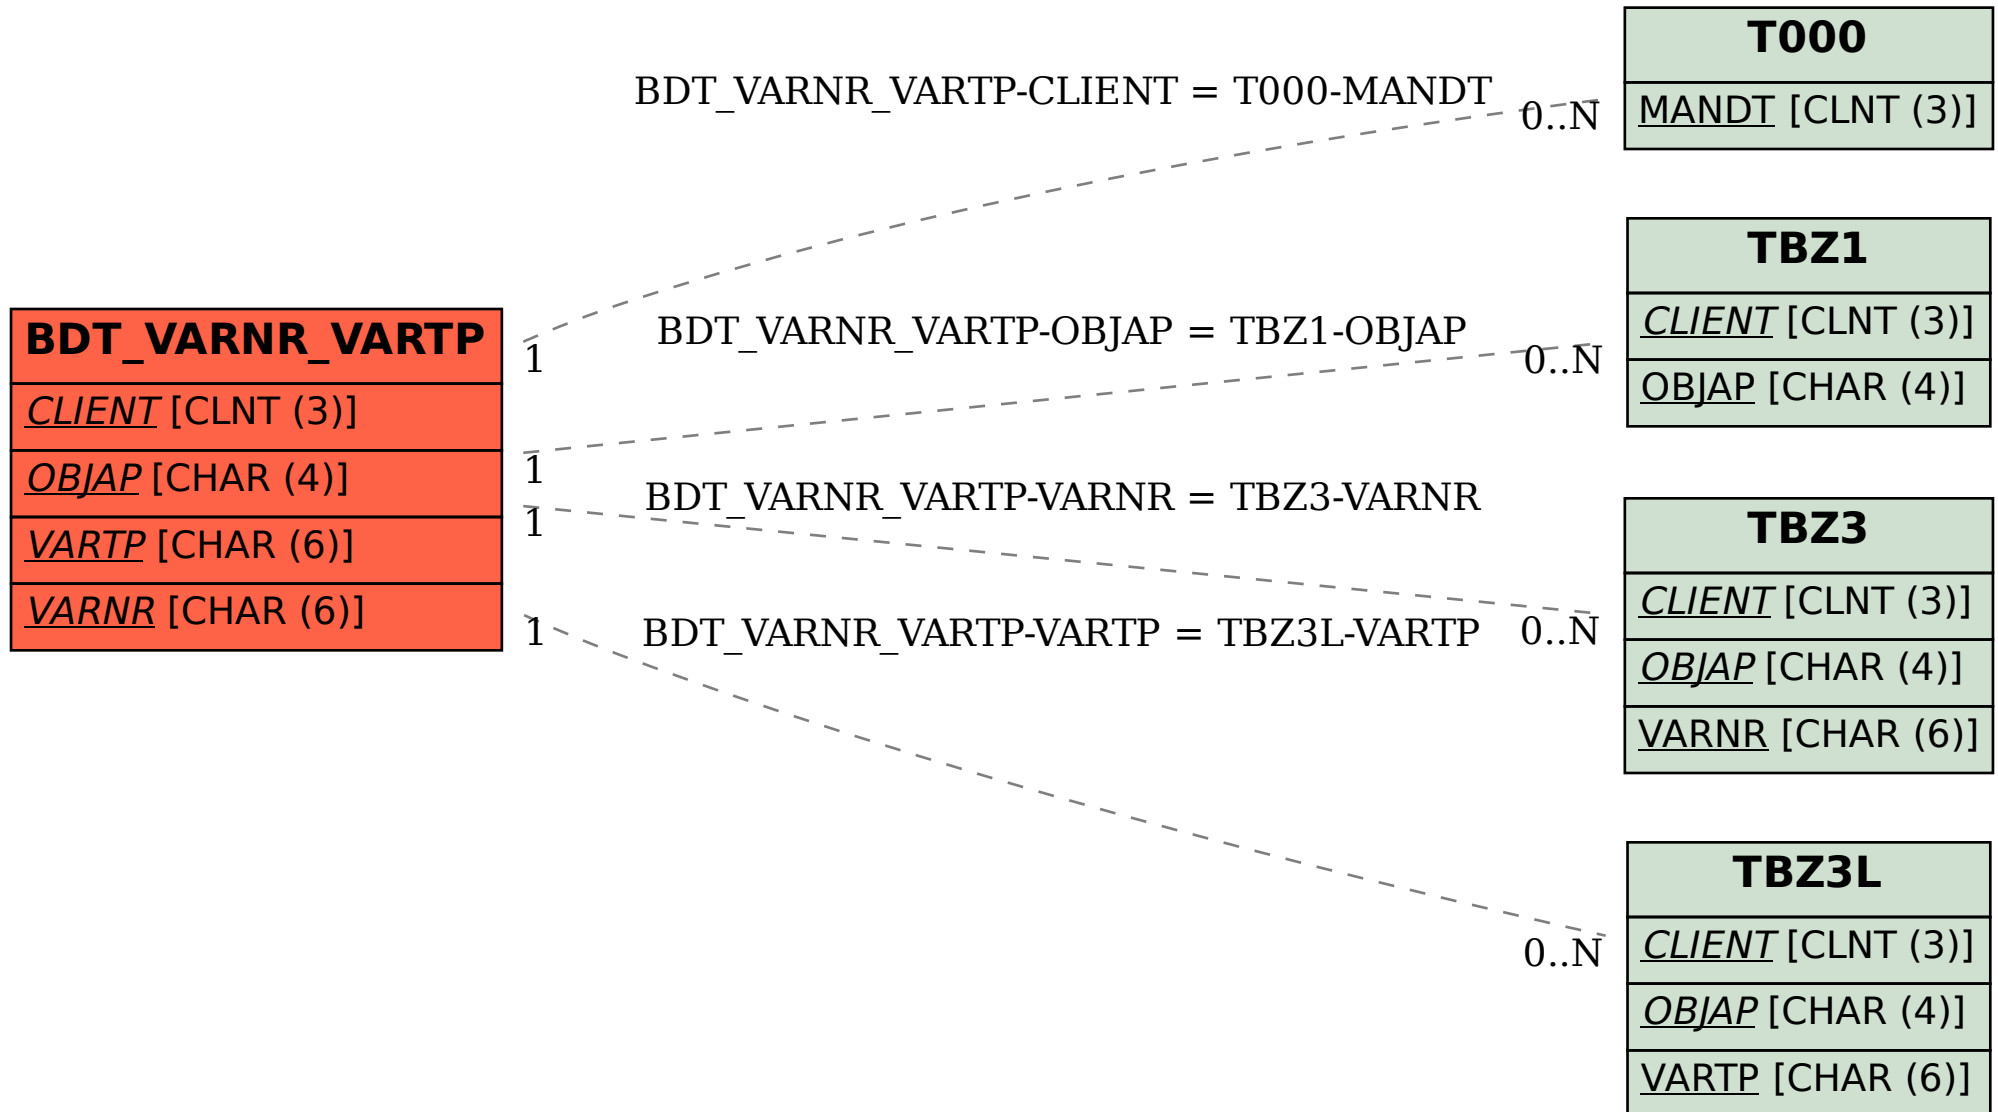 BDT_VARNR_VARTP
CLIENT [CLNT (3)]
OBJAP [CHAR (4)]
VARTP [CHAR (6)]
VARNR [CHAR (6)]
BDT_VARNR_VARTP-CLIENT = T000-MANDT
0..N
1
BDT_VARNR_VARTP-OBJAP = TBZ1-OBJAP
0..N
1
BDT_VARNR_VARTP-VARNR = TBZ3-VARNR
1
0..N
BDT_VARNR_VARTP-VARTP = TBZ3L-VARTP
1
0..N
T000
MANDT [CLNT (3)]
TBZ1
CLIENT [CLNT (3)]
OBJAP [CHAR (4)]
TBZ3
CLIENT [CLNT (3)]
OBJAP [CHAR (4)]
VARNR [CHAR (6)]
TBZ3L
CLIENT [CLNT (3)]
OBJAP [CHAR (4)]
VARTP [CHAR (6)]